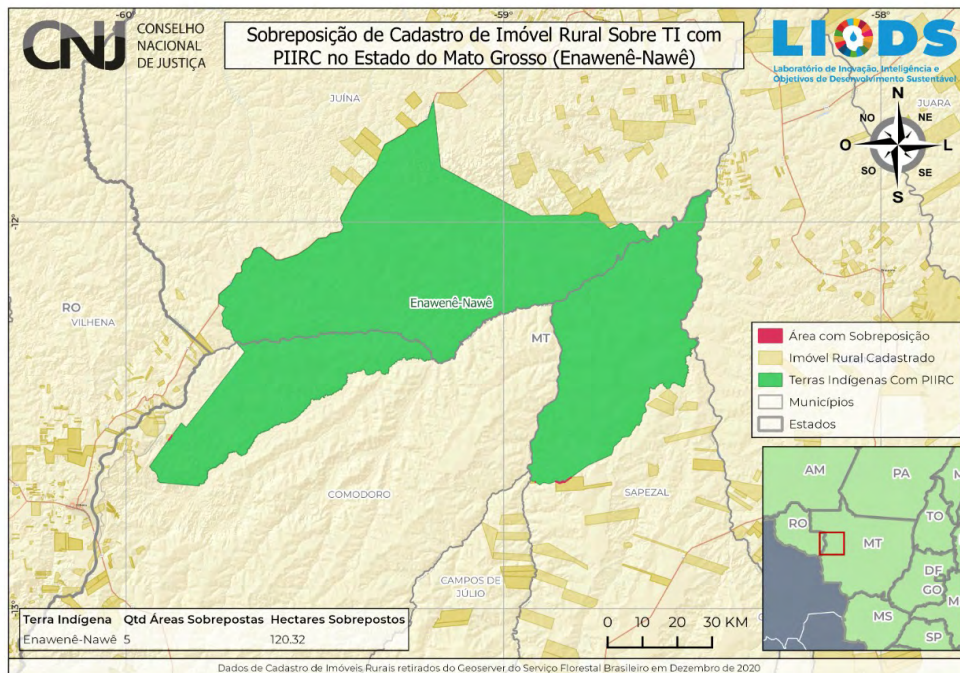 CNJ
CONSELHO
NACIONAL
DE JUSTIÇA
Sobreposição de Cadastro de Imóvel Rural Sobre TI com
PIIRC no Estado do Mato Grosso (Enawenê-Nawê)
LIODS
Laboratório de Inovação, Inteligência e
Objetivos de Desenvolvimento Sustentável
-60
-59
-58
N
NO
NE
O
L
SO
SE
S
JUÍNA
JUARA
-12°
RO
VILHENA
Enawenê-Nawê
MT
COMODORO
SAPEZAL
CAMPOS DE
JÚLIO
-13°
Área com Sobreposição
Imóvel Rural Cadastrado
Terras Indígenas Com PIIRC
Municípios
Estados
AM
PA
RO
TO
MT
DF
GO
MS
SP
Terra Indígena Qtd Áreas Sobrepostas Hectares Sobrepostos
Enawenê-Nawê 5 120.32
0 10 20 30 KM
Dados de Cadastro de Imóveis Rurais retirados do Geoserver do Serviço Florestal Brasileiro em Dezembro de 2020